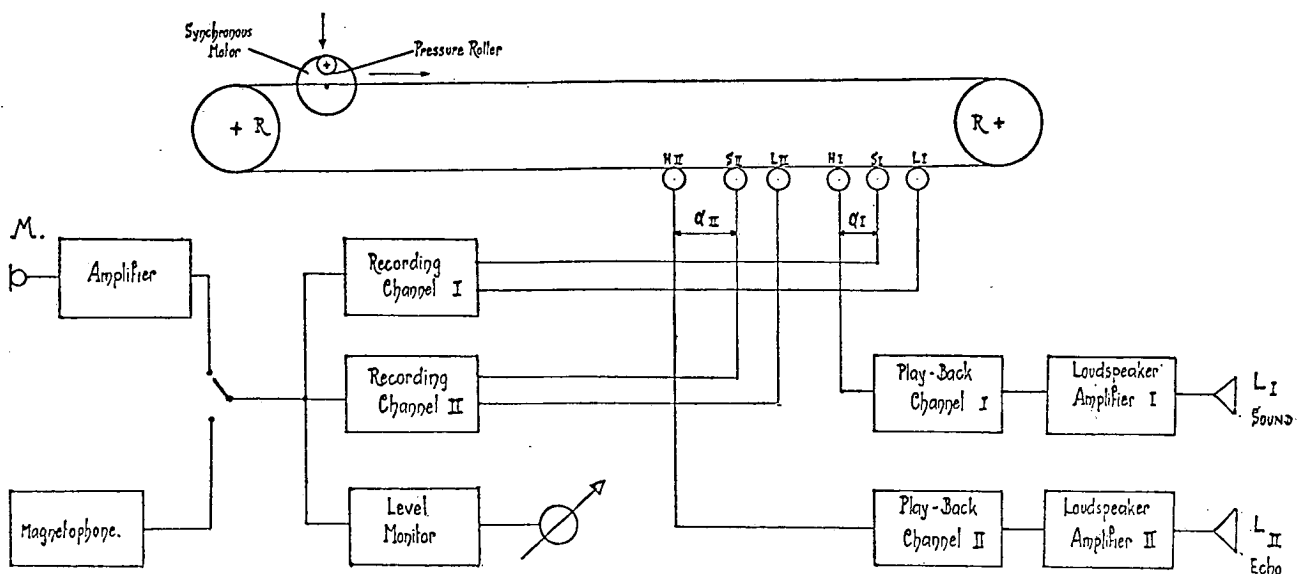 Synchronous
Motor
Pressure Roller
+ R
R +
H II
S II
L II
H I
S I
L I
α II
α I
M.
Amplifier
Recording
Channel I
Recording
Channel II
Play-Back
Channel I
Loudspeaker
Amplifier I
L I
SOUND
Magnetophone.
Level
Monitor
Play-Back
Channel II
Loudspeaker
Amplifier II
L II
Echo